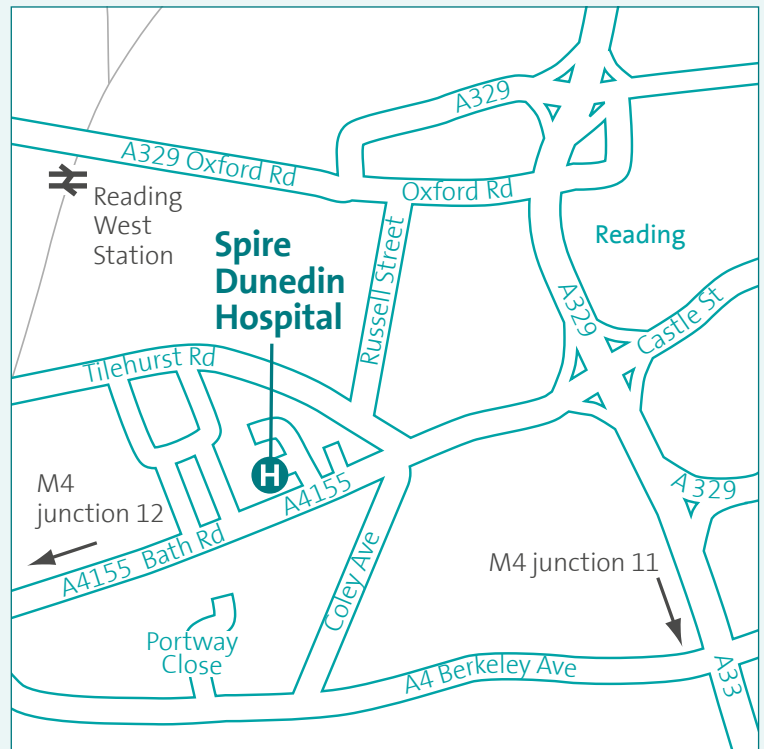 A329
A329 Oxford Rd
Oxford Rd
Reading
West
Station
Spire
Dunedin
Hospital
Russell Street
Reading
A329
Castle St
Tilehurst Rd
H
M4
junction 12
A4155
A329
A4155 Bath Rd
M4 junction 11
Coley Ave
Portway
Close
A4 Berkeley Ave
A33